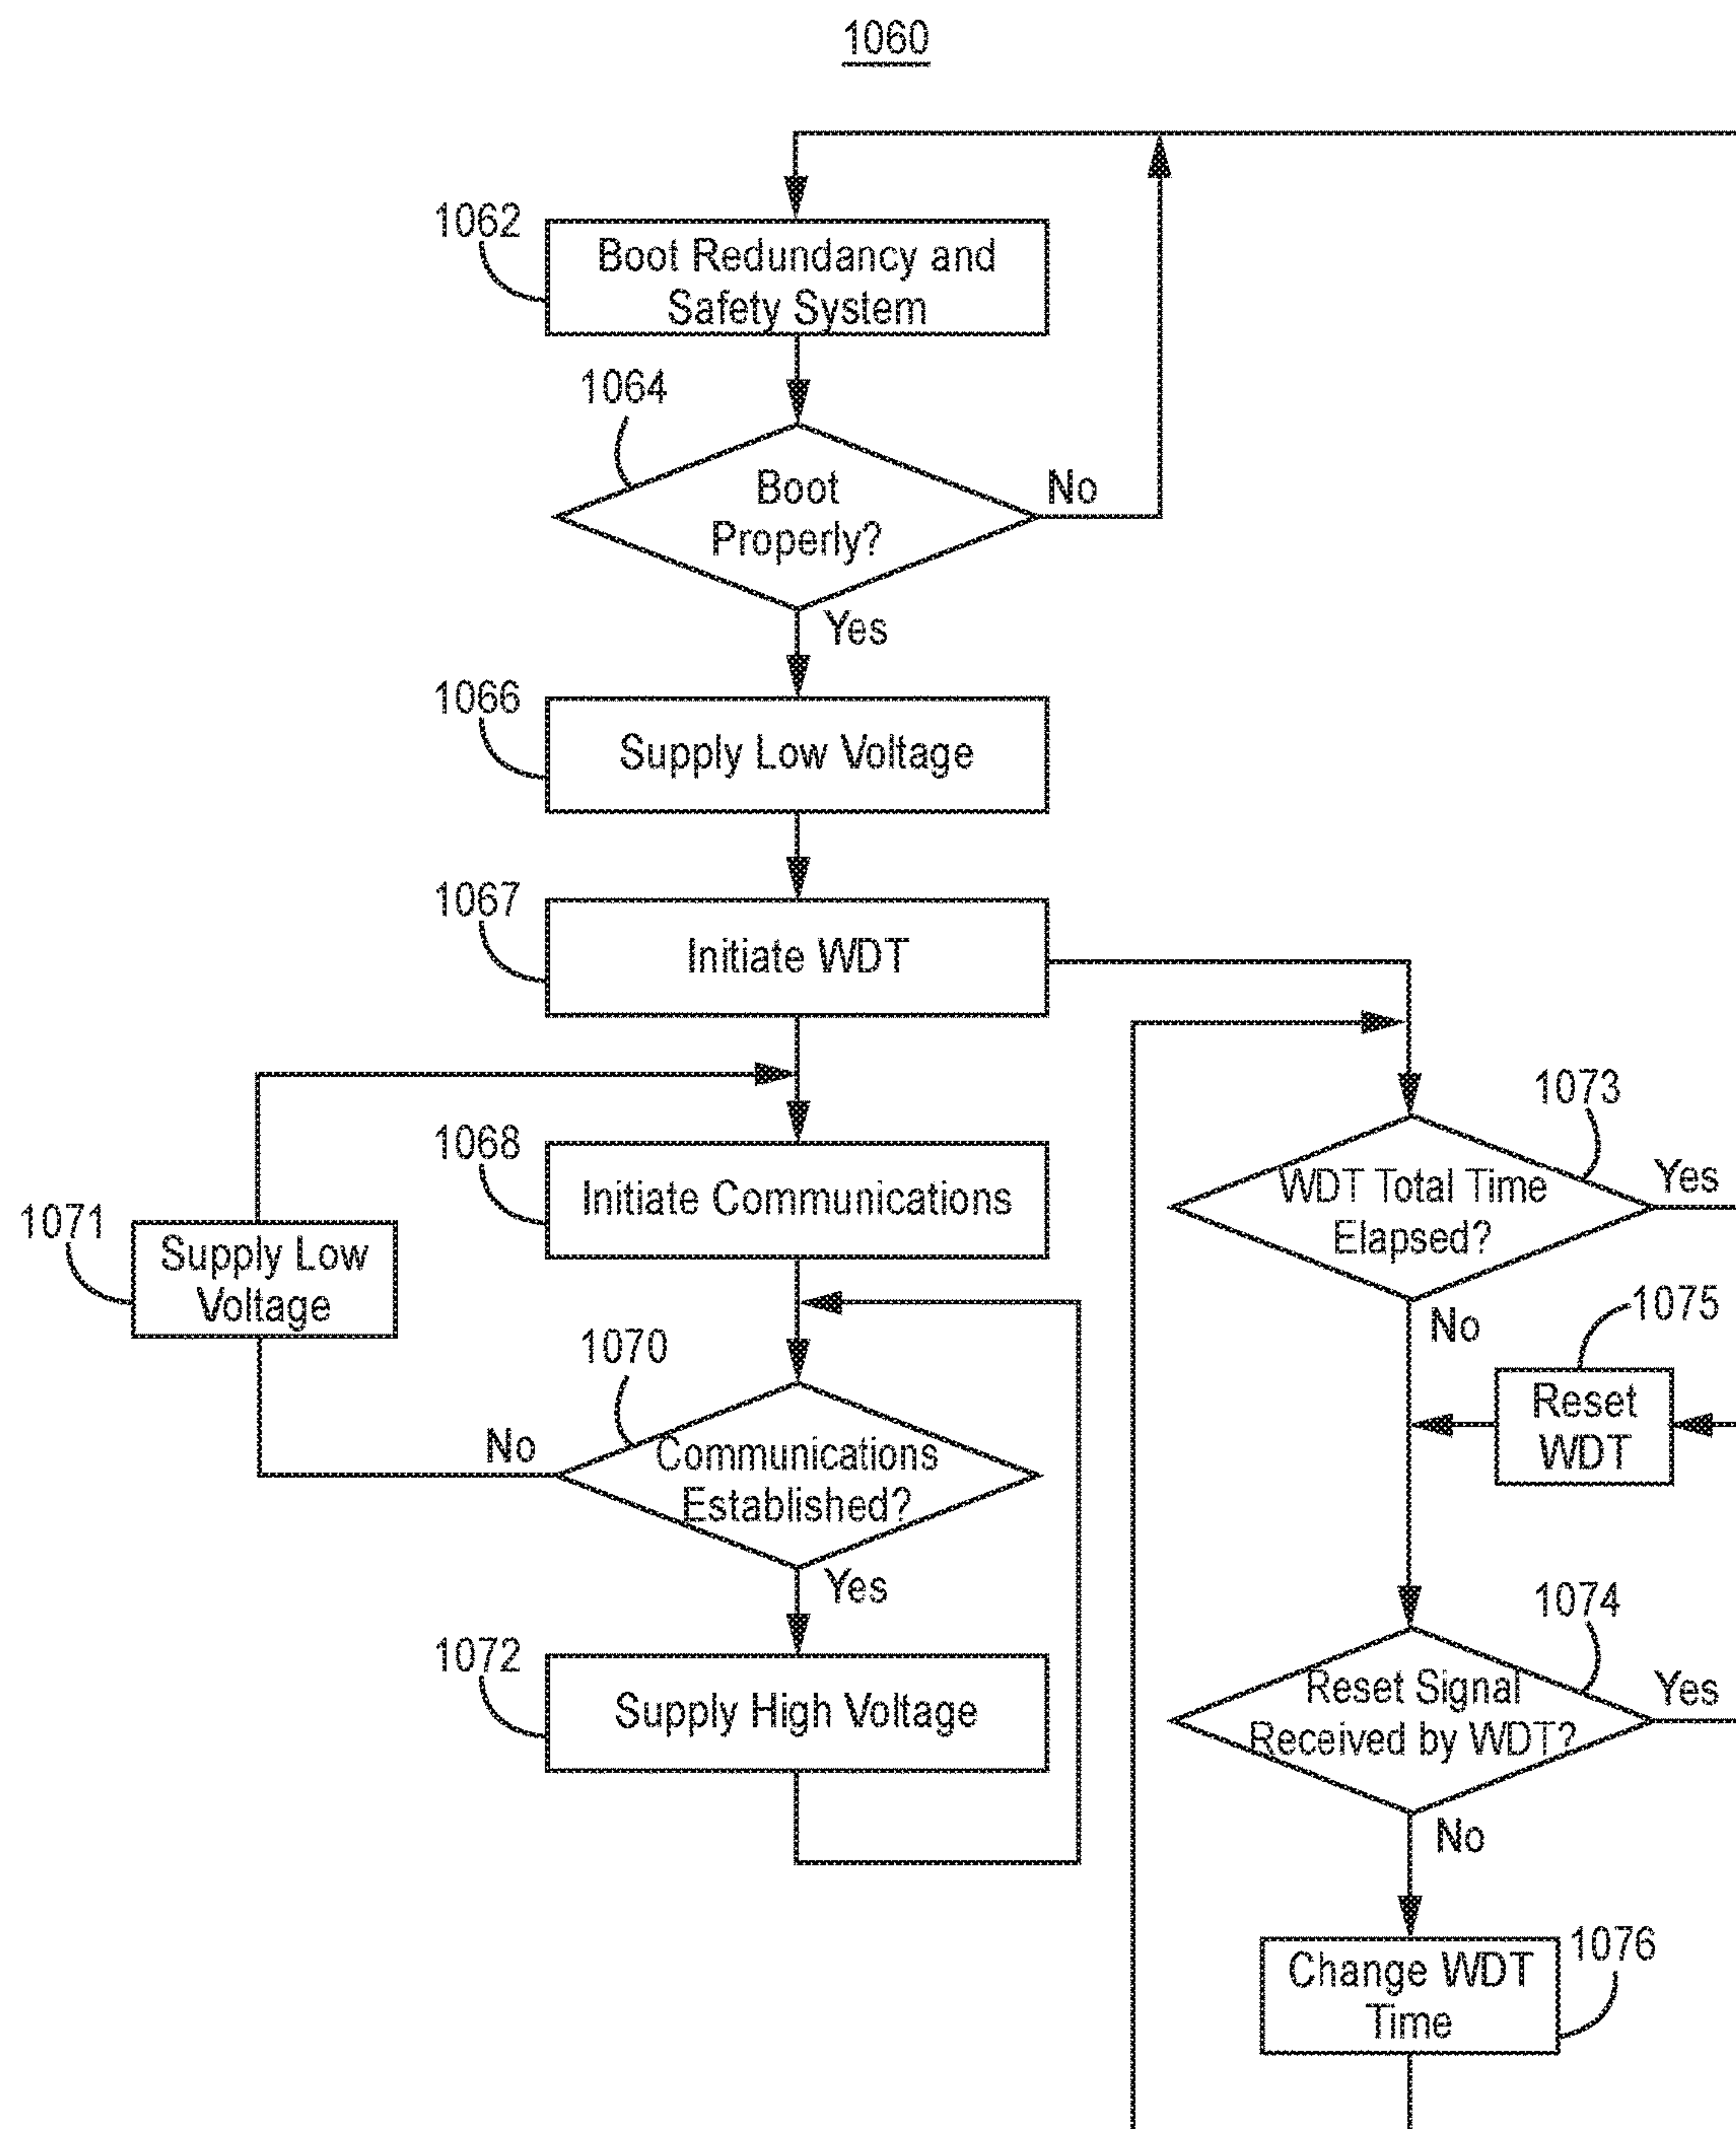 1060
1062
Boot Redundancy and
Safety System
1064
Boot
Properly?
No
Yes
1066
Supply Low Voltage
1067
Initiate WDT
1068
Initiate Communications
1071
Supply Low
Voltage
1070
No
Communications
Established?
Yes
1072
Supply High Voltage
1073
WDT Total Time
Elapsed?
Yes
No
1075
Reset
WDT
1074
Reset Signal
Received by WDT?
Yes
No
1076
Change WDT
Time